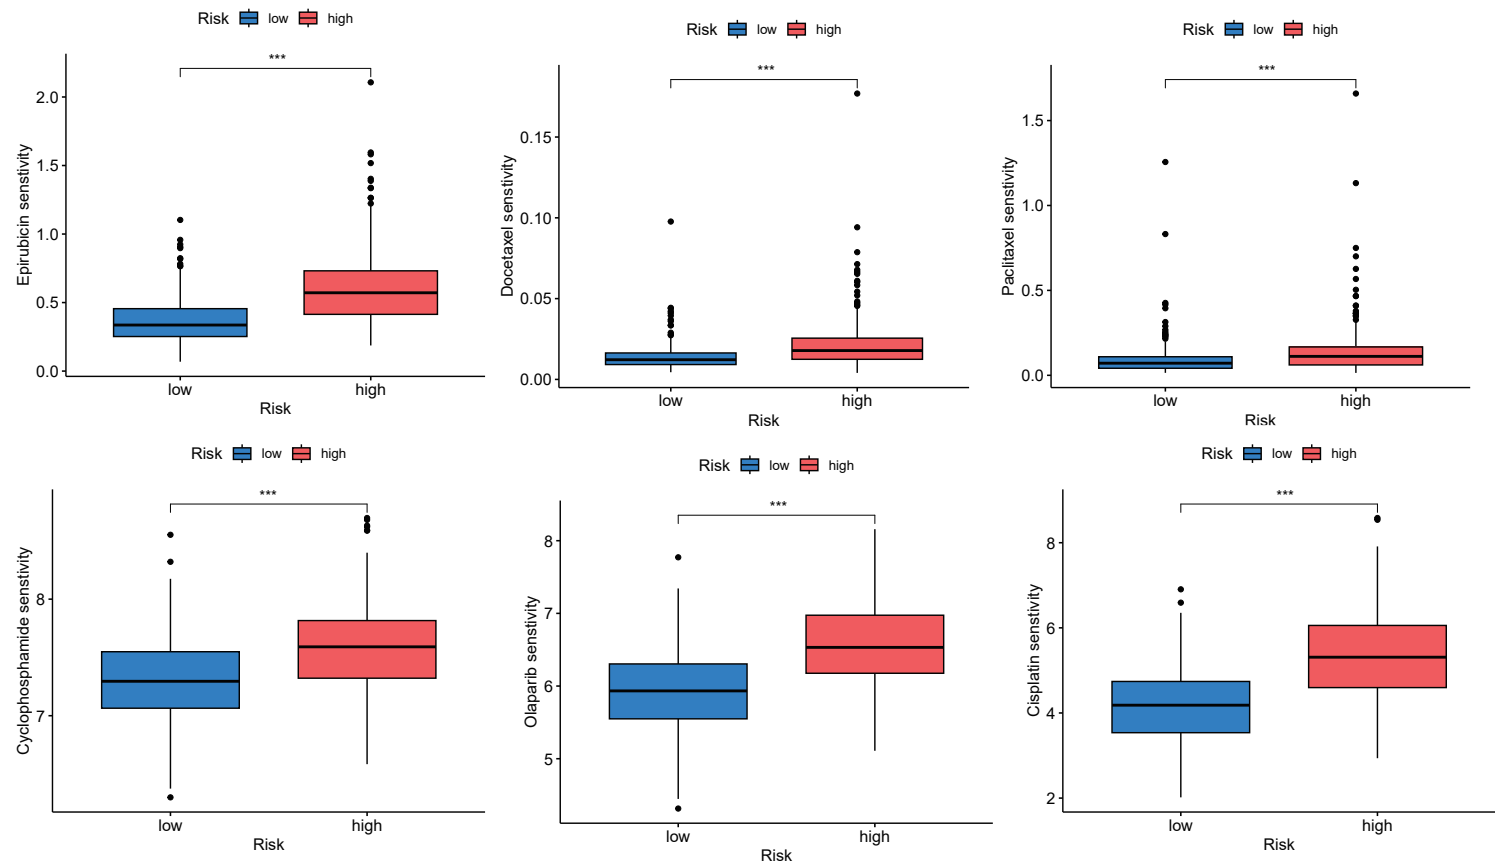 Risk low high
***
Epirubicin senstivity
2.0
1.5
1.0
0.5
0.0
low high
Risk
Risk low high
***
Docetaxel senstivity
0.15
0.10
0.05
0.00
low high
Risk
Risk low high
***
Paclitaxel senstivity
1.5
1.0
0.5
0.0
low high
Risk
Risk low high
***
Cyclophosphamide senstivity
8
7
low high
Risk
Risk low high
***
Olaparib senstivity
8
7
6
5
low high
Risk
Risk low high
***
Cisplatin senstivity
8
6
4
2
low high
Risk